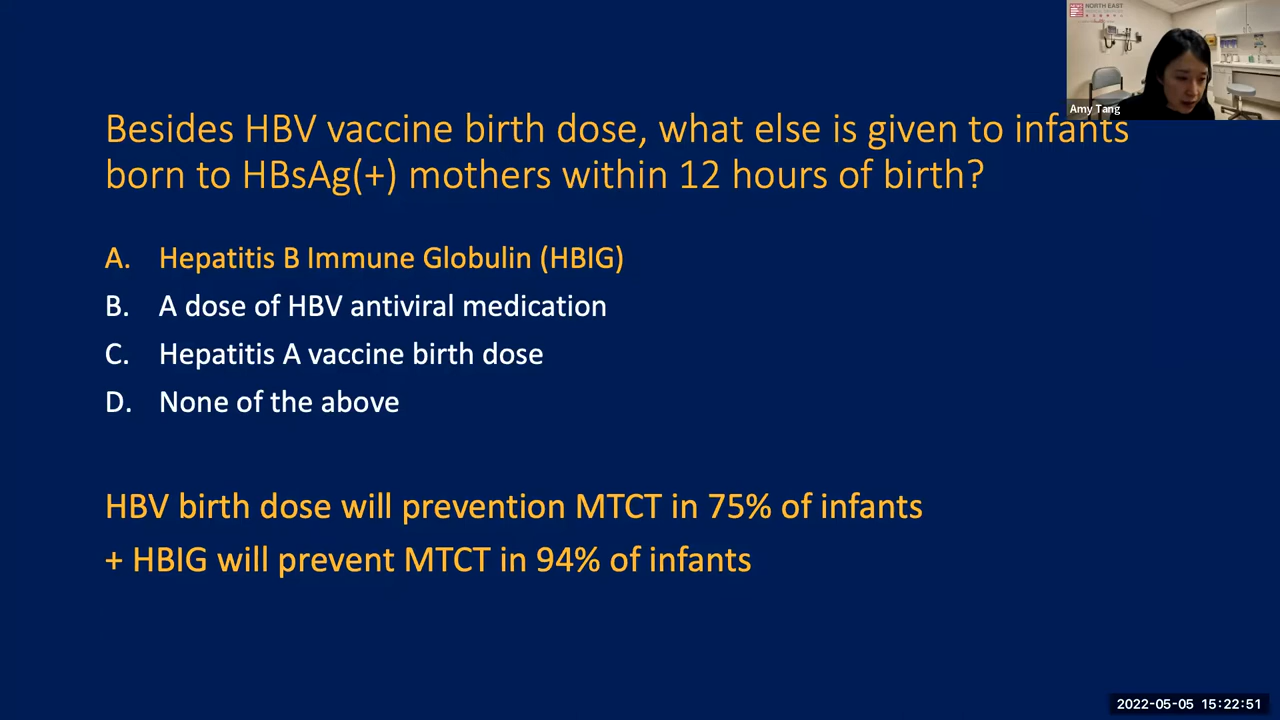 NORTH EAST
Amy Tang
Besides HBV vaccine birth dose, what else is given to infants
born to HBsAg(+) mothers within 12 hours of birth?
A. Hepatitis B Immune Globulin (HBIG)
B. A dose of HBV antiviral medication
C. Hepatitis A vaccine birth dose
D. None of the above
HBV birth dose will prevention MTCT in 75% of infants
+ HBIG will prevent MTCT in 94% of infants
2022-05-05 15:22:51